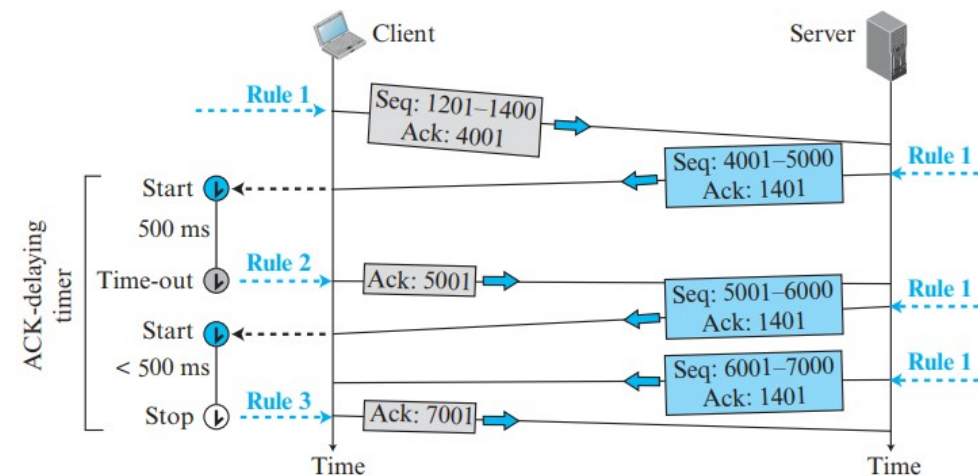 Client
Server
Rule 1
Seq: 1201–1400
Ack: 4001
Rule 1
Seq: 4001–5000
Ack: 1401
Start
500 ms
ACK-delaying
timer
Time-out
Rule 2
Ack: 5001
Rule 1
Seq: 5001–6000
Ack: 1401
Start
< 500 ms
Rule 1
Seq: 6001–7000
Ack: 1401
Stop
Rule 3
Ack: 7001
Time
Time